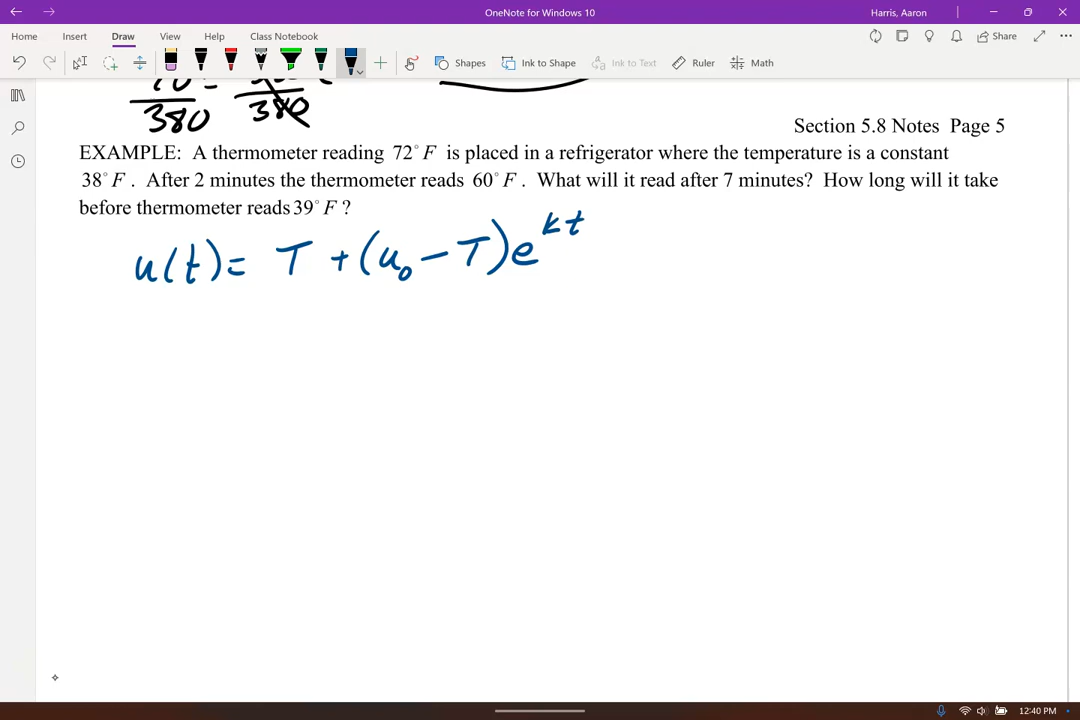 OneNote for Windows 10
Harris, Aaron
Home Insert Draw View Help Class Notebook
Share
Shapes Ink to Shape Ink to Text Ruler Math
380 380
Section 5.8 Notes Page 5
EXAMPLE: A thermometer reading 72°F is placed in a refrigerator where the temperature is a constant
38°F. After 2 minutes the thermometer reads 60°F. What will it read after 7 minutes? How long will it take
before thermometer reads 39°F?
u(t) = T + (u₀ − T)e^kt
12:40 PM